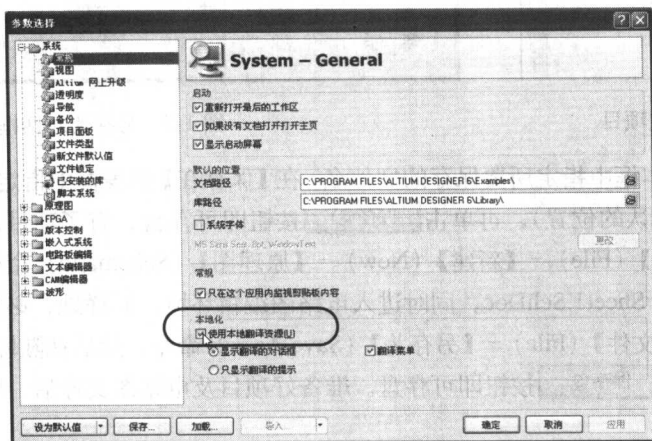 参数选择
系统
视图
Altium 网上升级
透明度
导航
备份
项目面板
文件类型
新文件默认值
文件锁定
已安装的库
脚本系统
原理图
FPGA
版本控制
嵌入式系统
电路板编辑
文本编辑器
CAM编辑器
波形
System – General
启动
重新打开最后的工作区
如果没有文档打开打开主页
显示启动屏幕
默认的位置
文档路径
C:\PROGRAM FILES\ALTIUM DESIGNER 6\Examples\
库路径
C:\PROGRAM FILES\ALTIUM DESIGNER 6\Library\
系统字体
MS Sans Serif, 8pt, WindowText
更改
常规
只在这个应用内监视剪贴板内容
本地化
使用本地翻译资源(U)
显示翻译的对话框
翻译菜单
只显示翻译的提示
设为默认值
保存...
加载...
导入
确定
取消
应用